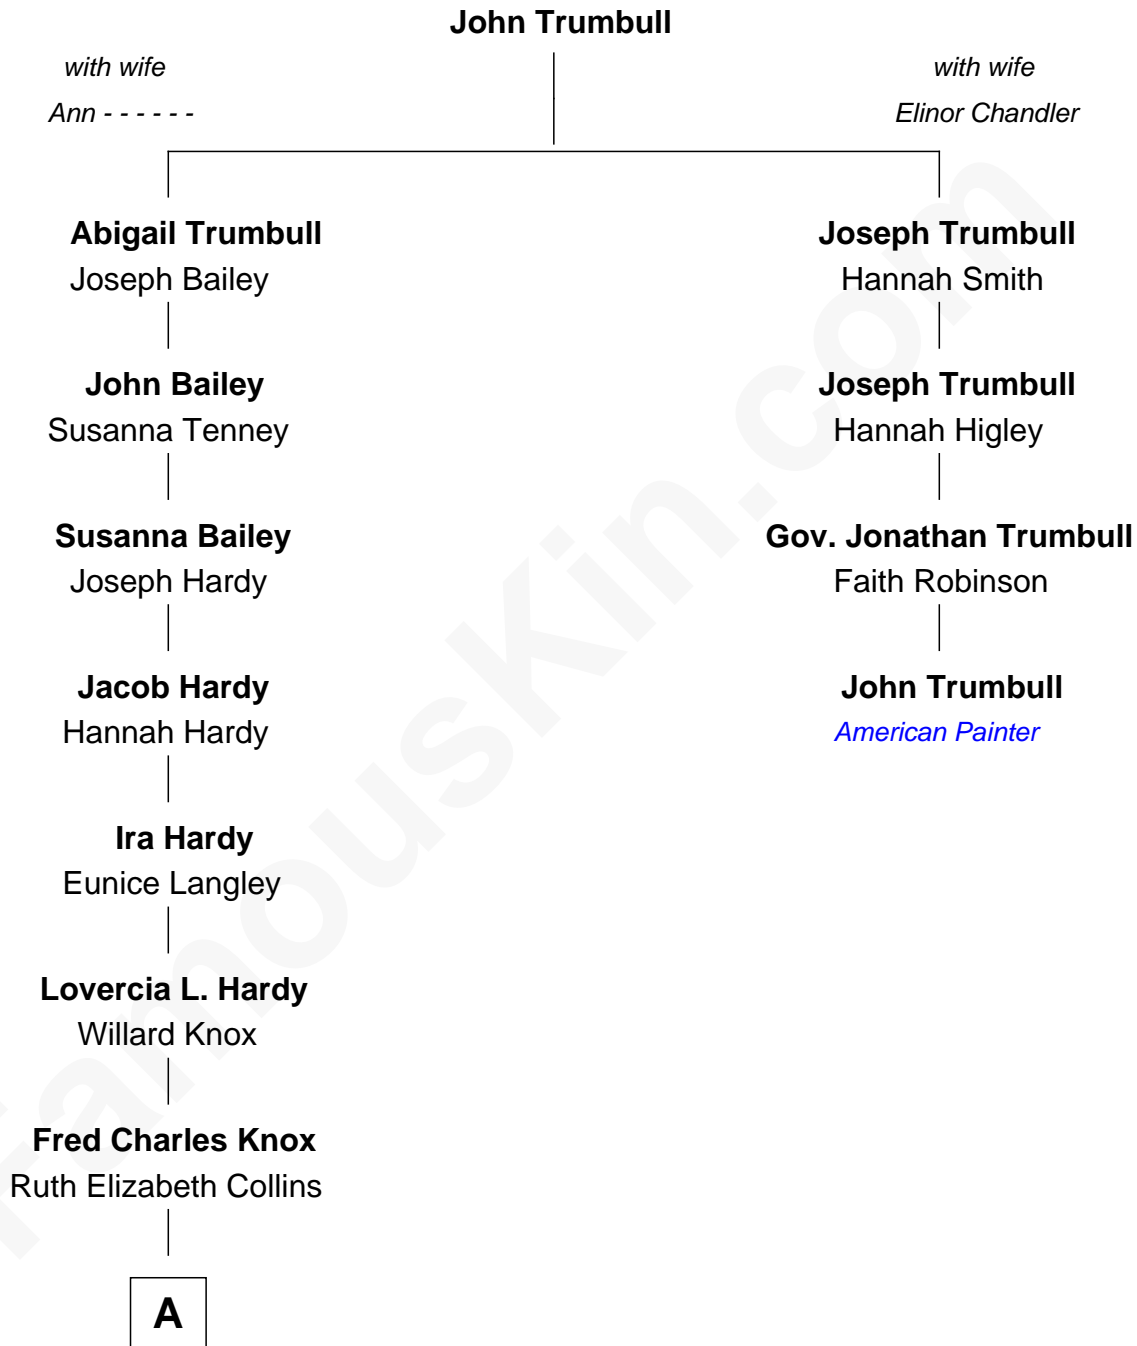 John Trumbull
with wife
Ann - - - - - -
with wife
Elinor Chandler
Abigail Trumbull
Joseph Bailey
Joseph Trumbull
Hannah Smith
John Bailey
Susanna Tenney
Joseph Trumbull
Hannah Higley
Susanna Bailey
Joseph Hardy
Gov. Jonathan Trumbull
Faith Robinson
Jacob Hardy
Hannah Hardy
John Trumbull
American Painter
Ira Hardy
Eunice Langley
Lovercia L. Hardy
Willard Knox
Fred Charles Knox
Ruth Elizabeth Collins
A
FamousKin.com